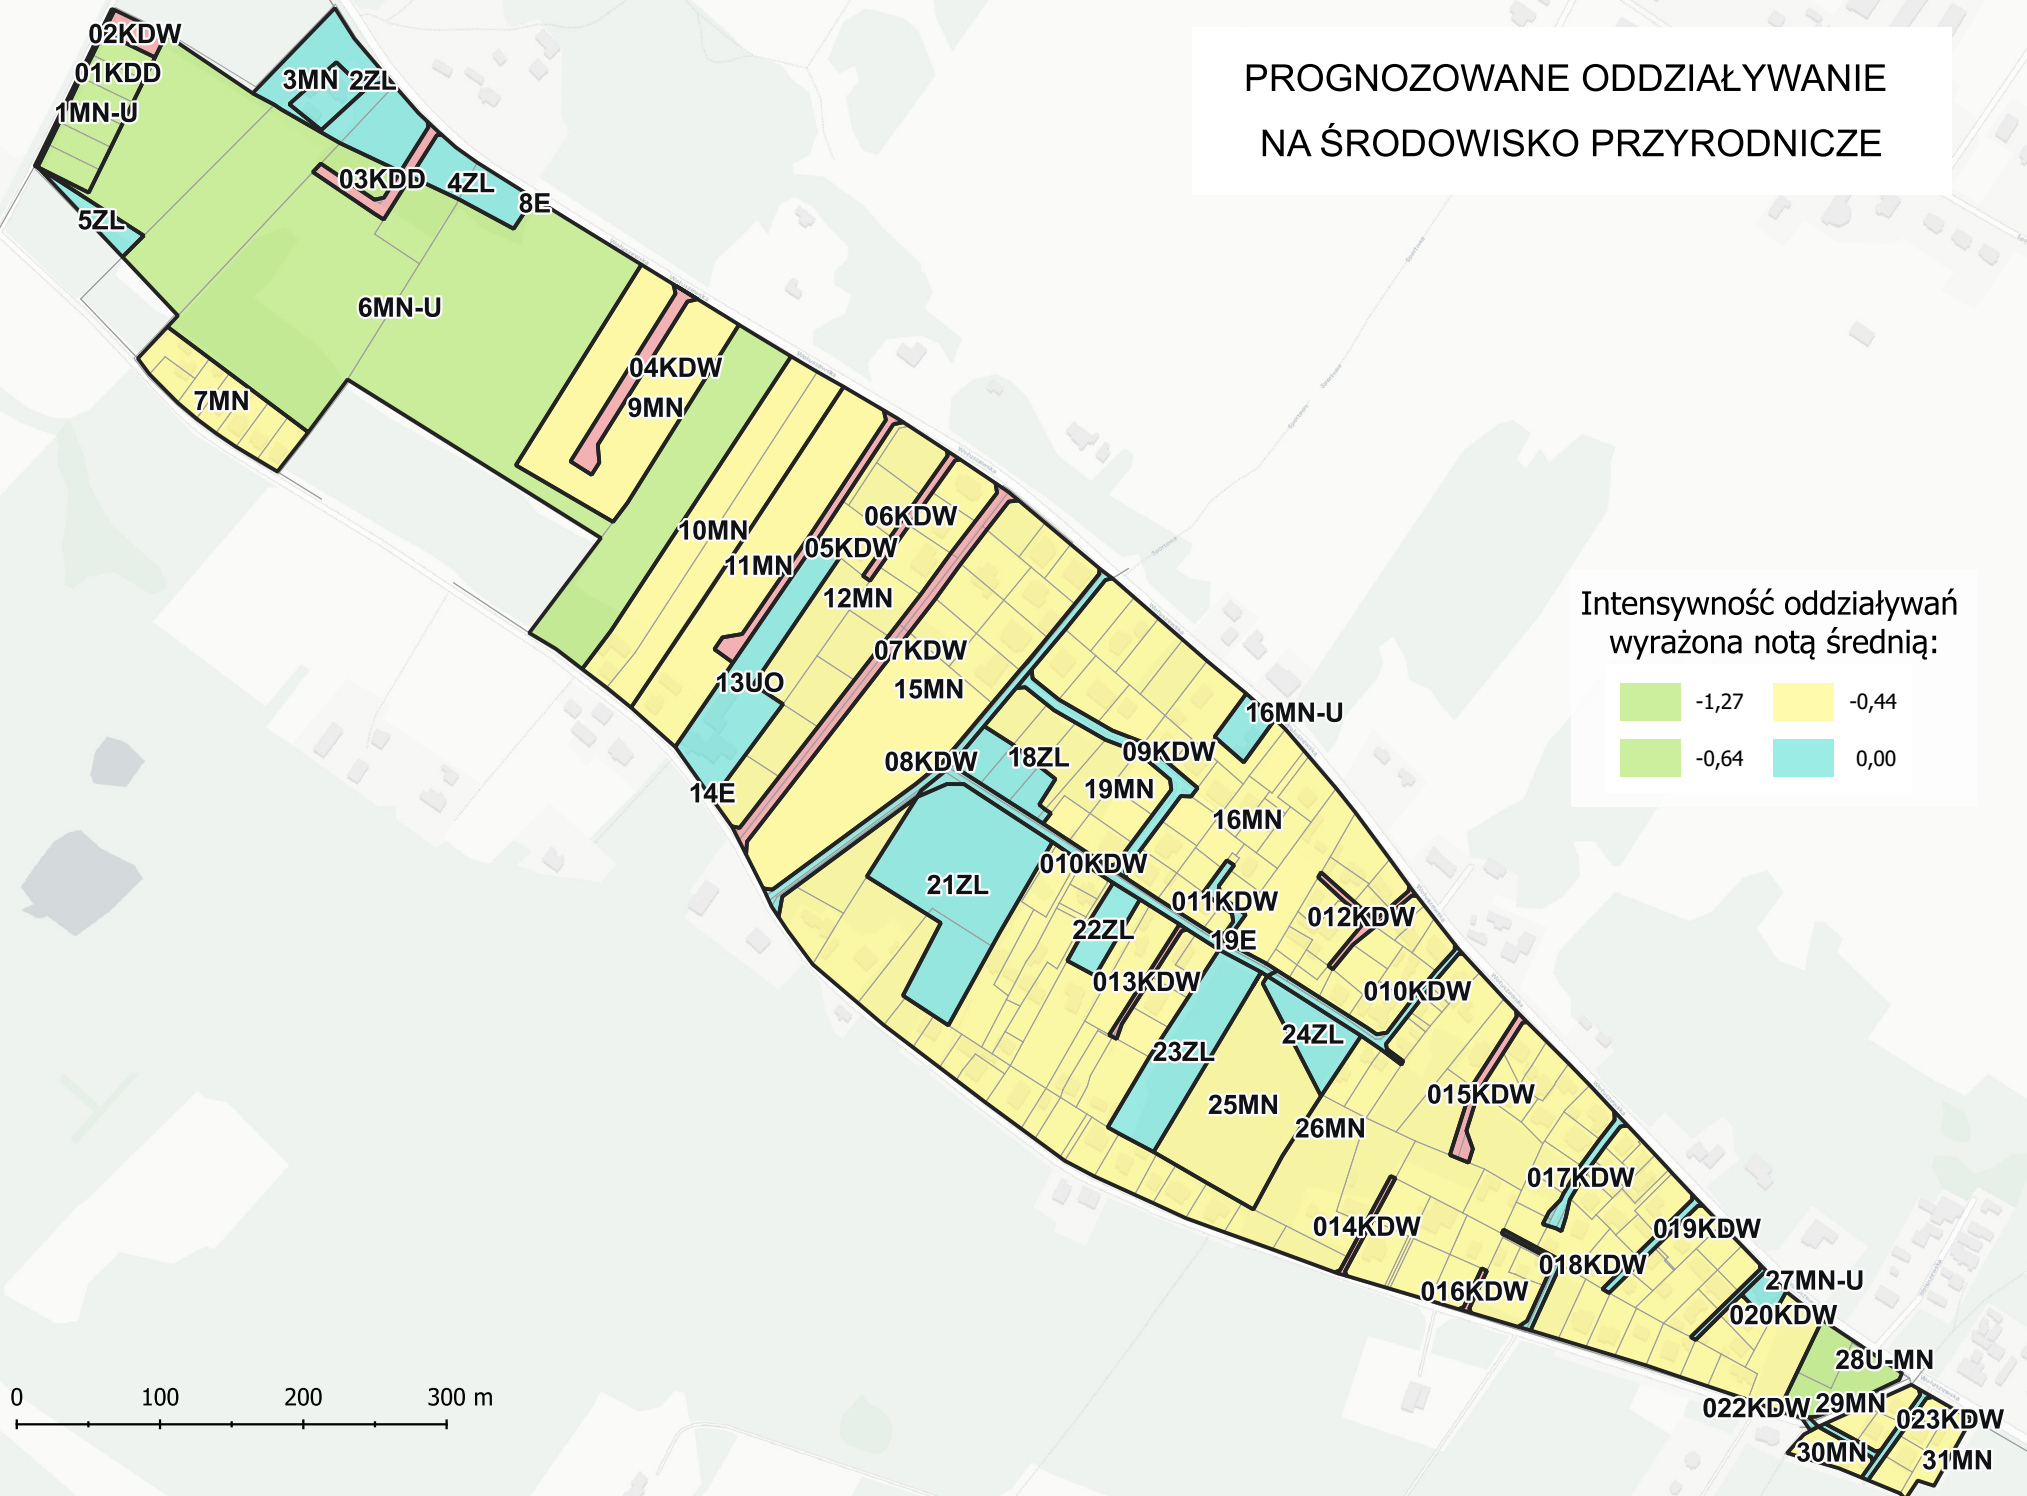 PROGNOZOWANE ODDZIAŁYWANIE
NA ŚRODOWISKO PRZYRODNICZE
02KDW
01KDD
1MN-U
3MN
2ZL
03KDD
4ZL
8E
5ZL
6MN-U
7MN
04KDW
9MN
10MN
11MN
06KDW
05KDW
12MN
07KDW
13UO
15MN
14E
08KDW
18ZL
09KDW
16MN-U
19MN
16MN
21ZL
010KDW
011KDW
22ZL
19E
012KDW
013KDW
010KDW
23ZL
24ZL
25MN
26MN
015KDW
014KDW
017KDW
016KDW
018KDW
019KDW
27MN-U
020KDW
28U-MN
022KDW
29MN
023KDW
30MN
31MN
Intensywność oddziaływań
wyrażona notą średnią:
-1,27
-0,44
-0,64
0,00
0 100 200 300 m